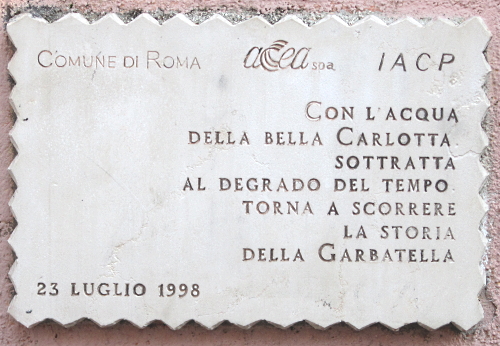 COMUNE DI ROMA acea spa IACP
CON L'ACQUA
DELLA BELLA CARLOTTA
SOTTRATTA
AL DEGRADO DEL TEMPO
TORNA A SCORRERE
LA STORIA
DELLA GARBATELLA
23 LUGLIO 1998